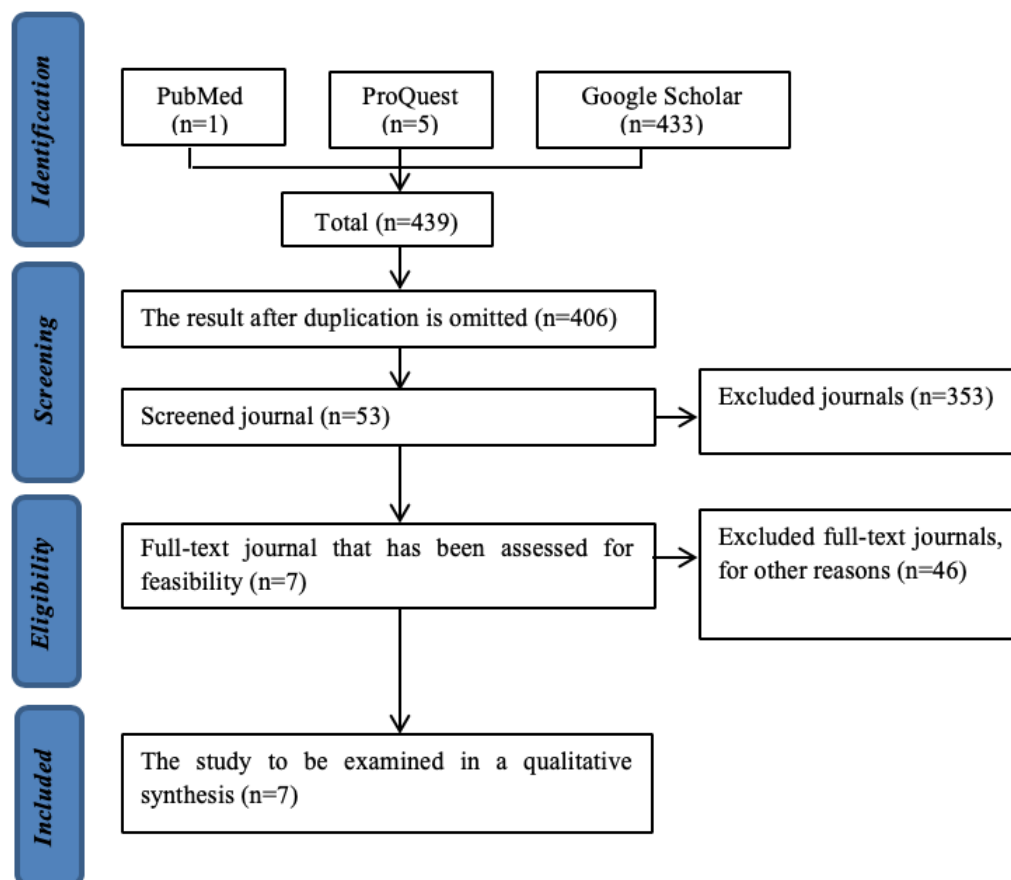 Identification
PubMed
(n=1)
ProQuest
(n=5)
Google Scholar
(n=433)
Total (n=439)
Screening
The result after duplication is omitted (n=406)
Screened journal (n=53)
Excluded journals (n=353)
Eligibility
Full-text journal that has been assessed for
feasibility (n=7)
Excluded full-text journals,
for other reasons (n=46)
Included
The study to be examined in a qualitative
synthesis (n=7)